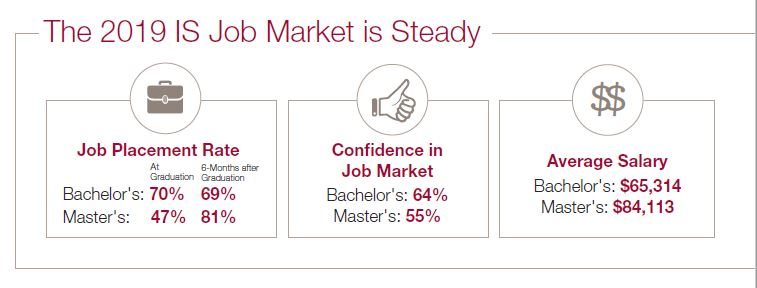 The 2019 IS Job Market is Steady
Job Placement Rate
At 6-Months after
Graduation Graduation
Bachelor's: 70% 69%
Master's: 47% 81%
Confidence in
Job Market
Bachelor's: 64%
Master's: 55%
$$
Average Salary
Bachelor's: $65,314
Master's: $84,113